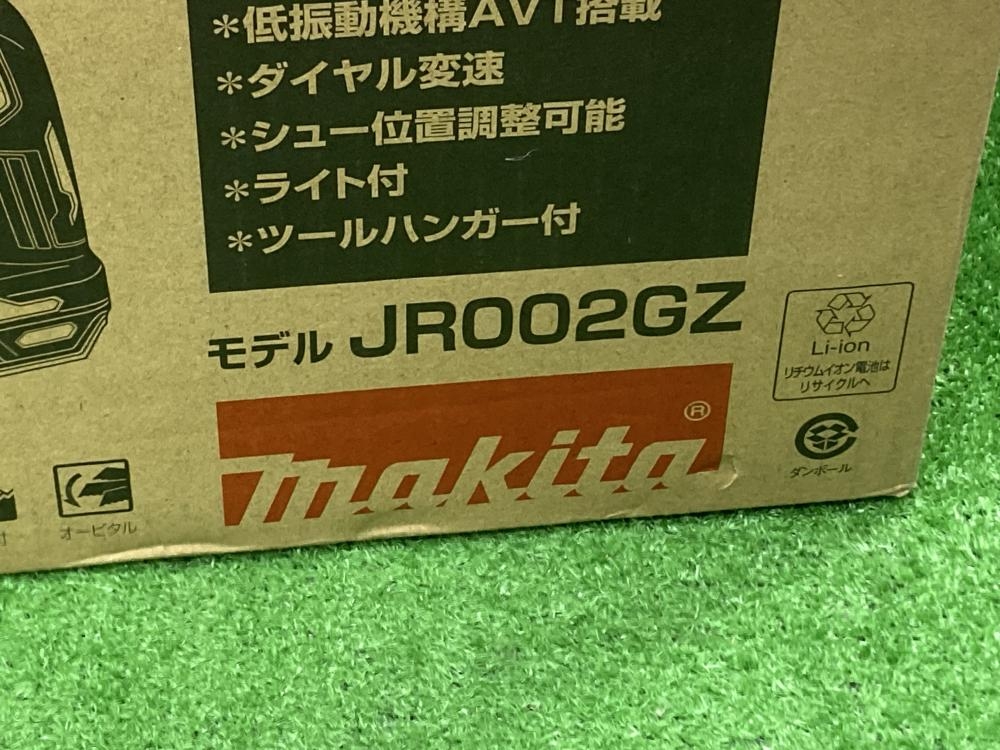 *低振動機構AVT搭載
*ダイヤル変速
*シュー位置調整可能
*ライト付
*ツールハンガー付
モデル JR002GZ
makita®
Li-ion
リチウムイオン電池は
リサイクルへ
ダンボール
オービタル
付